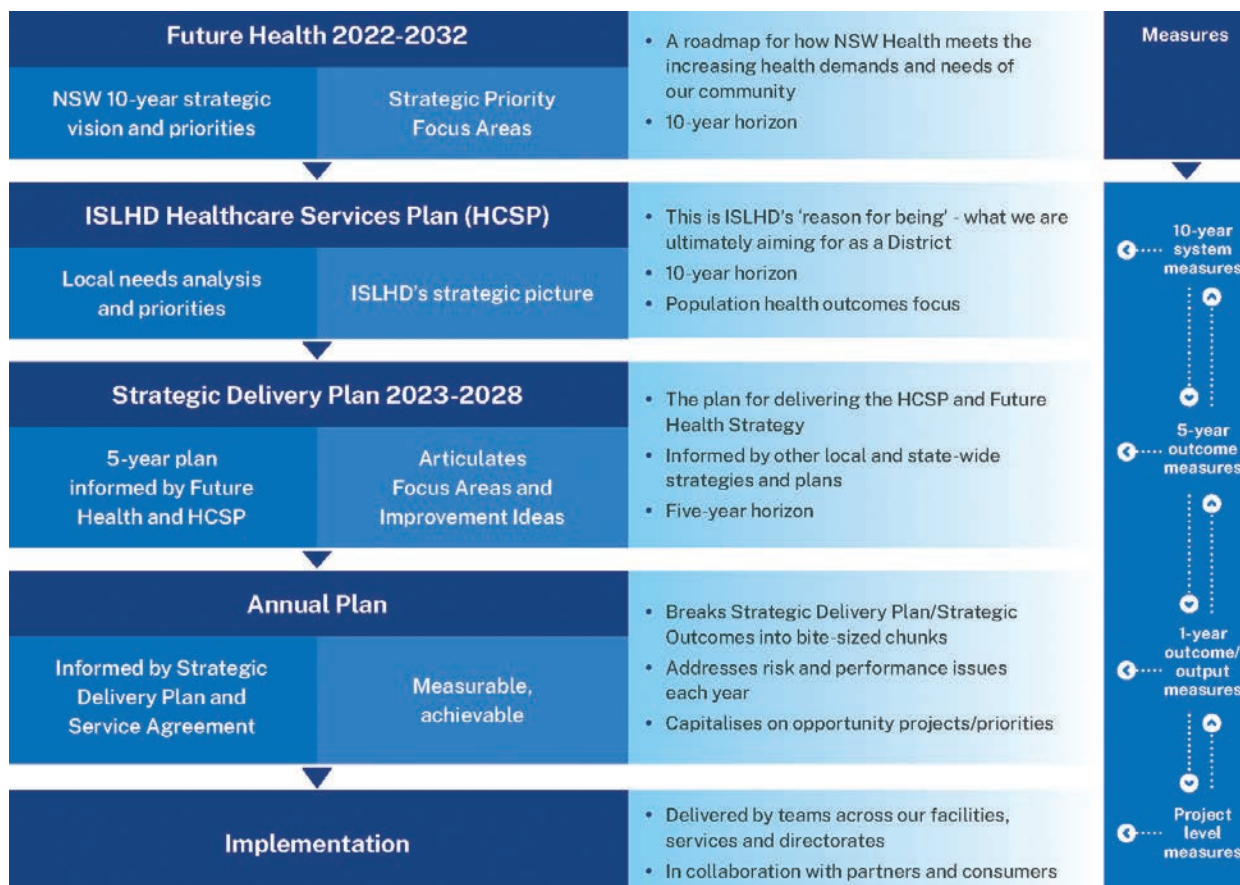 Future Health 2022-2032
NSW 10-year strategic
vision and priorities
Strategic Priority
Focus Areas
• A roadmap for how NSW Health meets the
increasing health demands and needs of
our community
• 10-year horizon
Measures
ISLHD Healthcare Services Plan (HCSP)
Local needs analysis
and priorities
ISLHD's strategic picture
• This is ISLHD's 'reason for being' - what we are
ultimately aiming for as a District
• 10-year horizon
• Population health outcomes focus
10-year
system
measures
Strategic Delivery Plan 2023-2028
5-year plan
informed by Future
Health and HCSP
Articulates
Focus Areas and
Improvement Ideas
• The plan for delivering the HCSP and Future
Health Strategy
• Informed by other local and state-wide
strategies and plans
• Five-year horizon
5-year
outcome
measures
Annual Plan
Informed by Strategic
Delivery Plan and
Service Agreement
Measurable,
achievable
• Breaks Strategic Delivery Plan/Strategic
Outcomes into bite-sized chunks
• Addresses risk and performance issues
each year
• Capitalises on opportunity projects/priorities
1-year
outcome/
output
measures
Implementation
• Delivered by teams across our facilities,
services and directorates
• In collaboration with partners and consumers
Project
level
measures